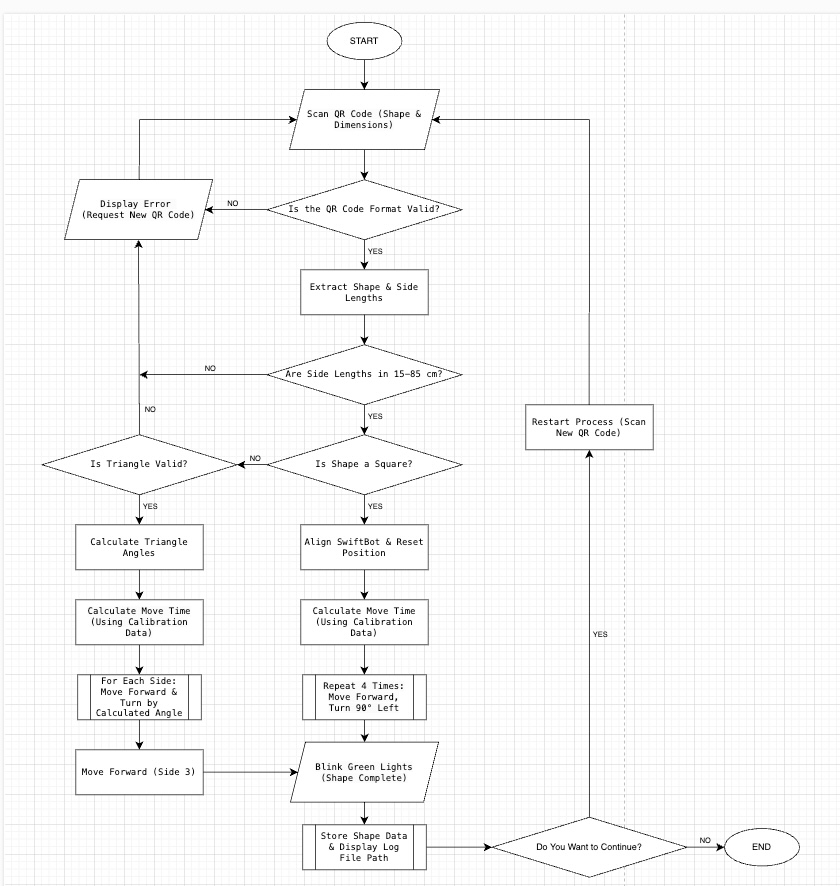 START
Scan QR Code (Shape &
Dimensions)
Display Error
(Request New QR Code)
NO
Is the QR Code Format Valid?
YES
Extract Shape & Side
Lengths
NO
Are Side Lengths in 15–85 cm?
NO
YES
Restart Process (Scan
New QR Code)
Is Triangle Valid?
NO
Is Shape a Square?
YES
YES
Calculate Triangle
Angles
Align SwiftBot & Reset
Position
Calculate Move Time
(Using Calibration
Data)
Calculate Move Time
(Using Calibration
Data)
YES
For Each Side:
Move Forward &
Turn by
Calculated Angle
Repeat 4 Times:
Move Forward,
Turn 90° Left
Move Forward (Side 3)
Blink Green Lights
(Shape Complete)
Store Shape Data
& Display Log
File Path
Do You Want to Continue?
NO
END